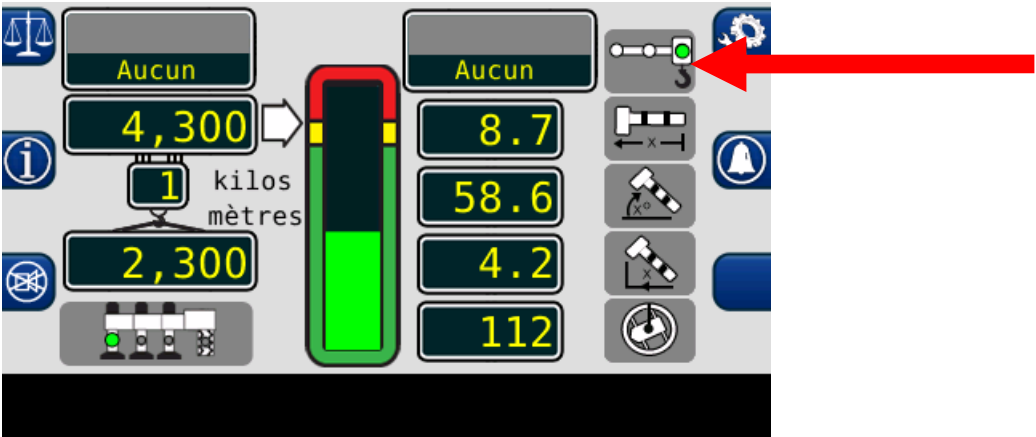 Aucun
Aucun
4,300
8.7
1
kilos
mètres
58.6
2,300
4.2
112
x
x°
x